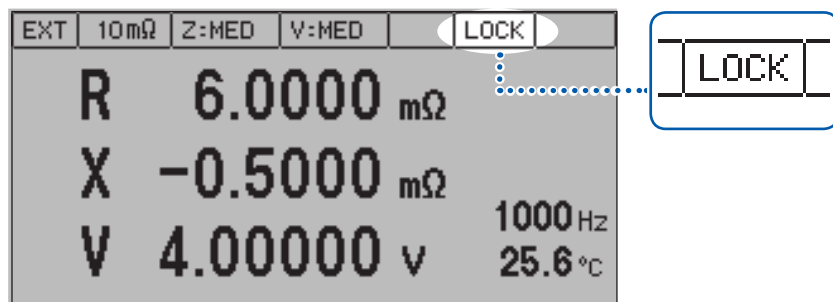 EXT 10mΩ Z:MED V:MED LOCK
LOCK
R 6.0000 mΩ
X -0.5000 mΩ
V 4.00000 V
1000 Hz
25.6 °C